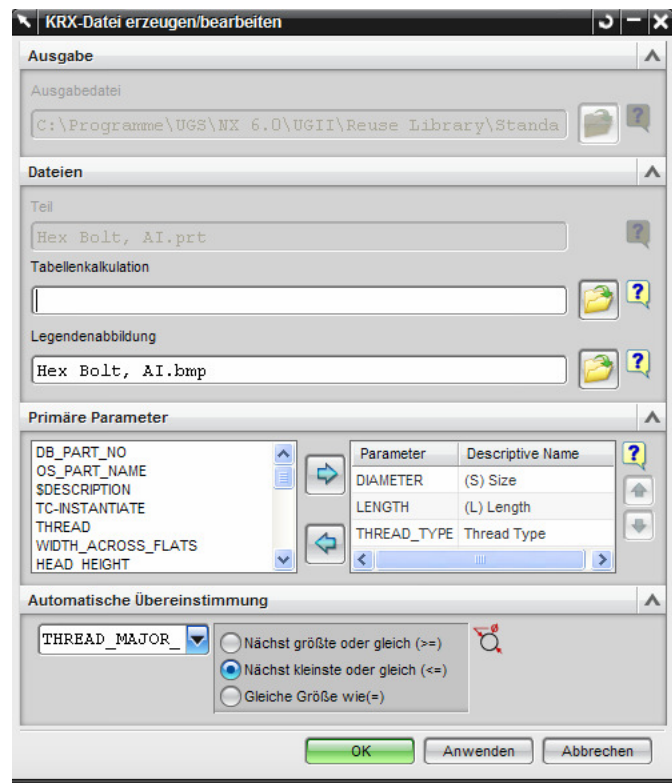 KRX-Datei erzeugen/bearbeiten
Ausgabe
Ausgabedatei
C:\Programme\UGS\NX 6.0\UGII\Reuse Library\Standa
Dateien
Teil
Hex Bolt, AI.prt
Tabellenkalkulation
Legendenabbildung
Hex Bolt, AI.bmp
Primäre Parameter
DB_PART_NO
OS_PART_NAME
$DESCRIPTION
TC-INSTANTIATE
THREAD
WIDTH_ACROSS_FLATS
HEAD HEIGHT
Parameter Descriptive Name
DIAMETER (S) Size
LENGTH (L) Length
THREAD_TYPE Thread Type
Automatische Übereinstimmung
THREAD_MAJOR_
Nächst größte oder gleich (>=)
Nächst kleinste oder gleich (<=)
Gleiche Größe wie(=)
OK Anwenden Abbrechen